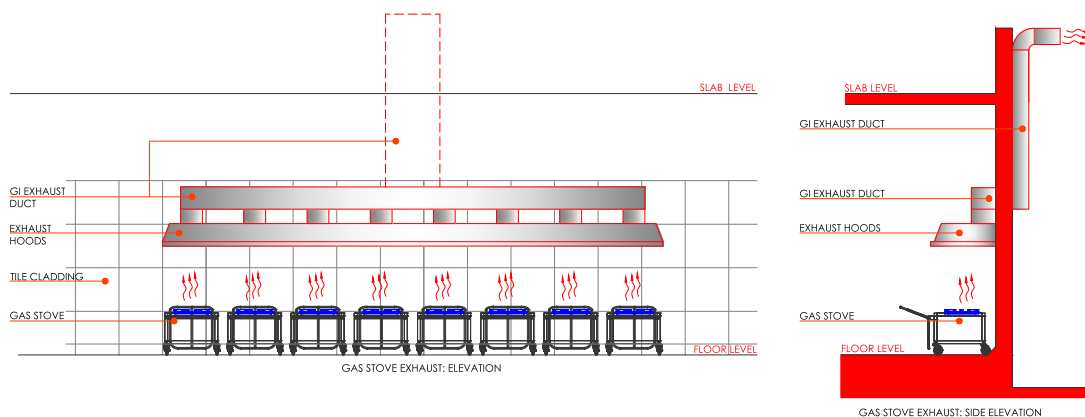 SLAB LEVEL
GI EXHAUST
DUCT
EXHAUST
HOODS
TILE CLADDING
GAS STOVE
FLOOR LEVEL
GAS STOVE EXHAUST: ELEVATION
SLAB LEVEL
GI EXHAUST DUCT
GI EXHAUST DUCT
EXHAUST HOODS
GAS STOVE
FLOOR LEVEL
GAS STOVE EXHAUST: SIDE ELEVATION